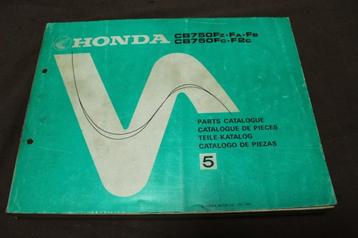 HONDA
CB750FZ·FA·FB
CB750FC·F2C
PARTS CATALOGUE
CATALOGUE DE PIECES
TEILE-KATALOG
CATALOGO DE PIEZAS
5